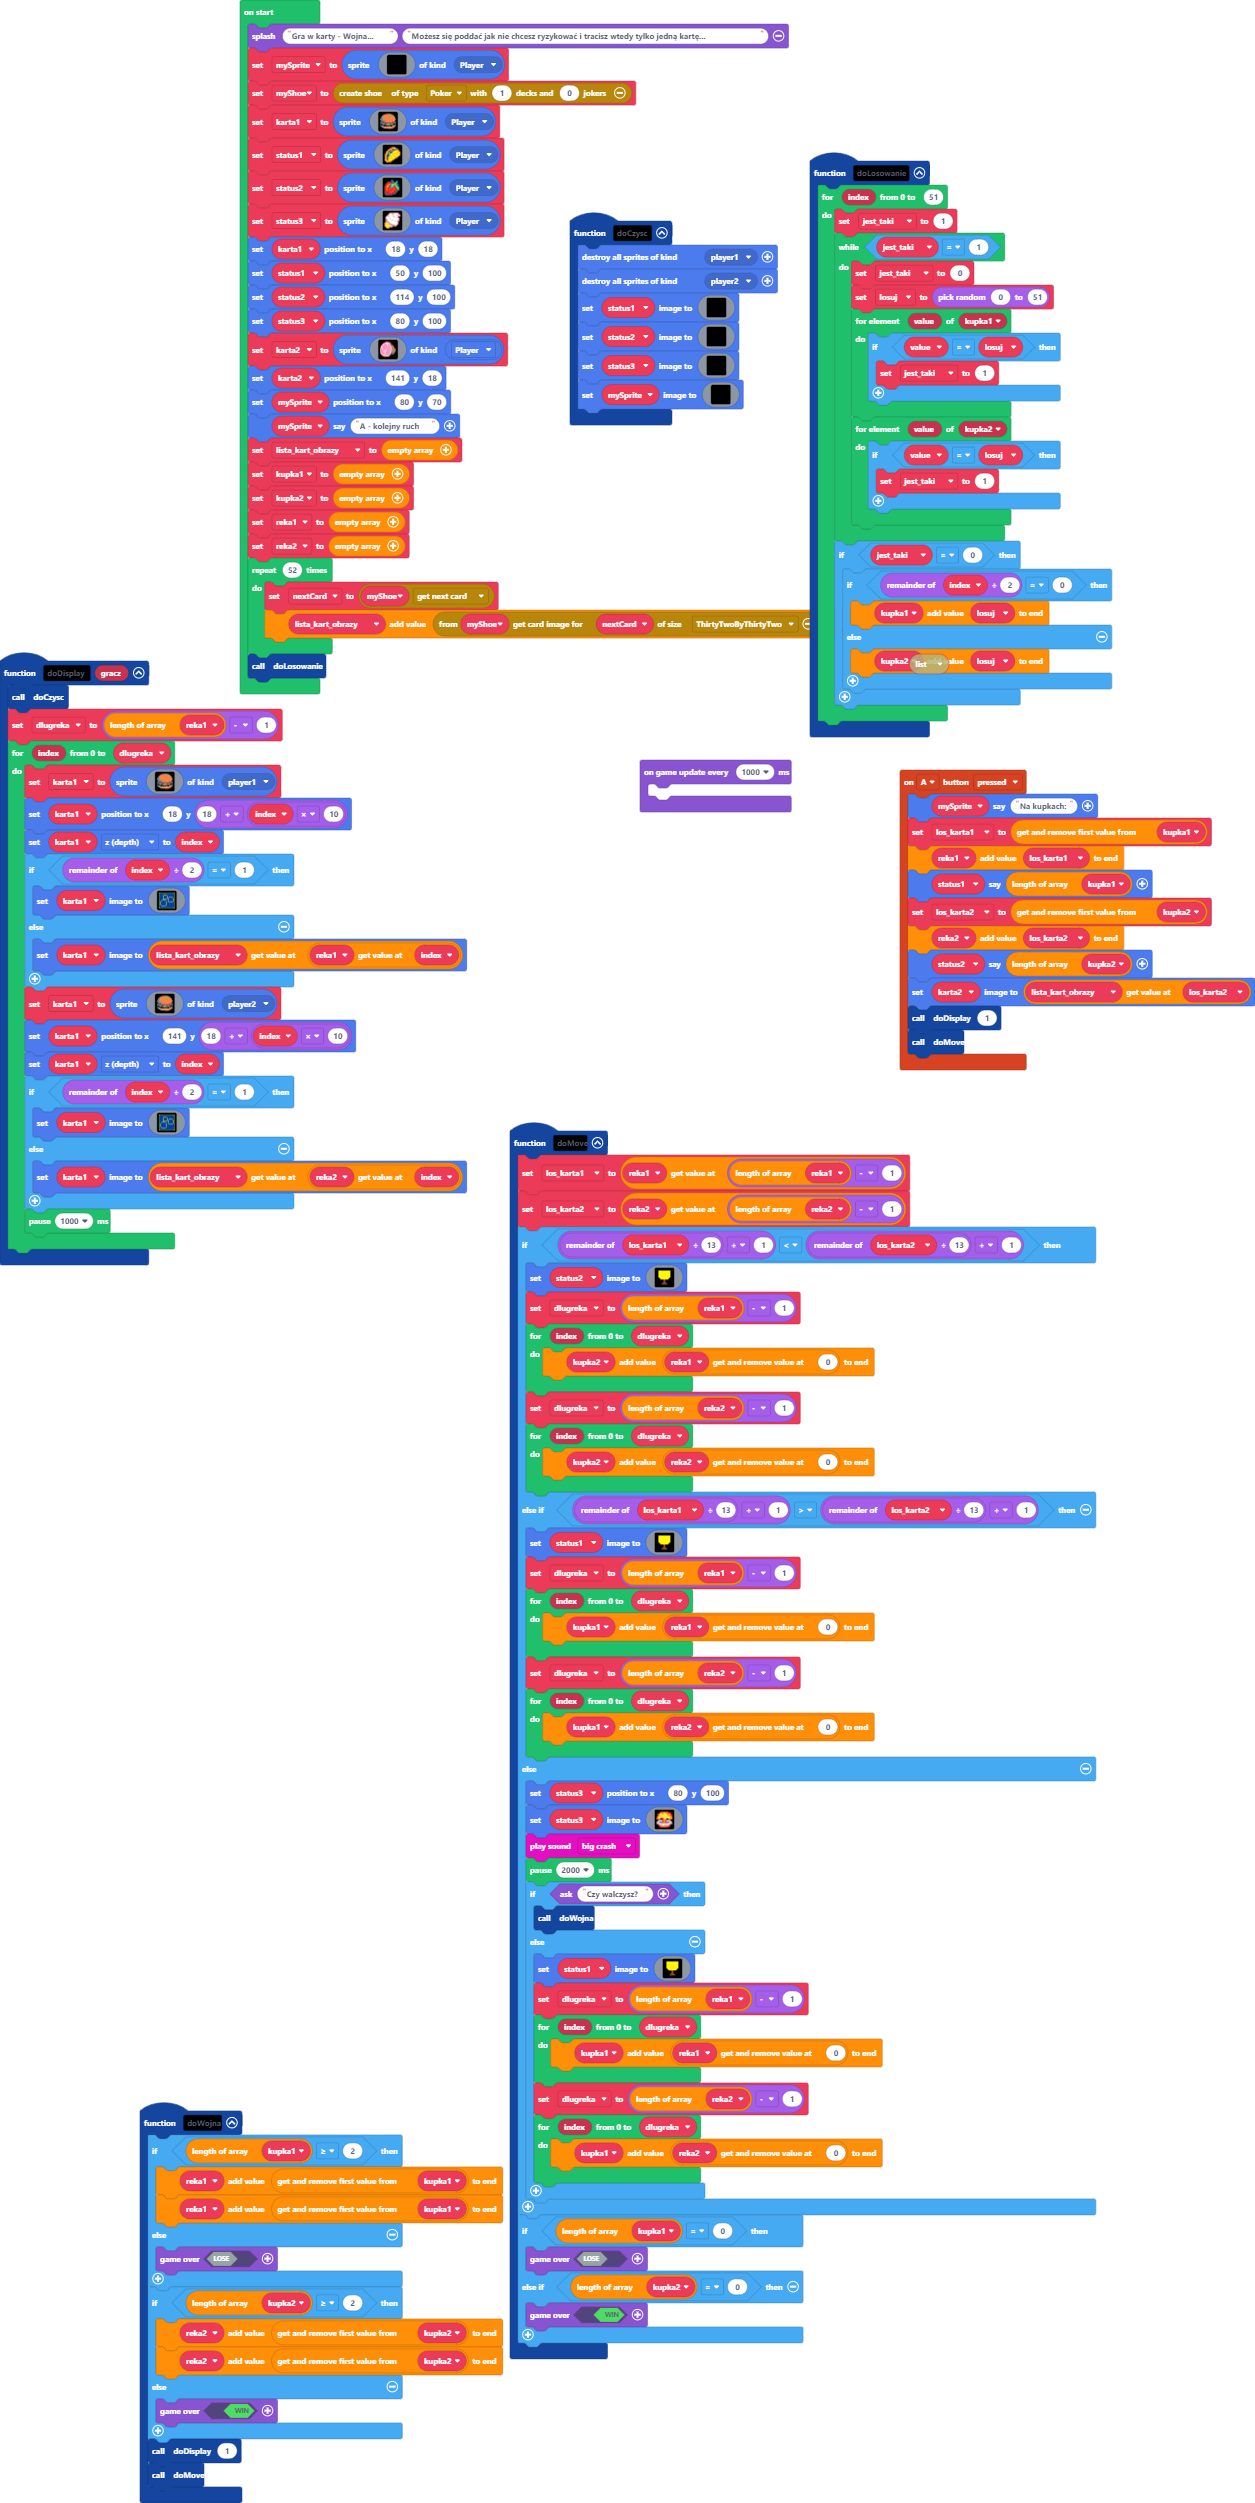 on start
splash "Gra w karty - Wojna..." "Możesz się poddać jak nie chcesz ryzykować i tracisz wtedy tylko jedną kartę..."
set mySprite to sprite of kind Player
set myShoe to create shoe of type Poker with 1 decks and 0 jokers
set karta1 to sprite of kind Player
set status1 to sprite of kind Player
set status2 to sprite of kind Player
set status3 to sprite of kind Player
set karta1 position to x 18 y 18
set status1 position to x 50 y 100
set status2 position to x 114 y 100
set status3 position to x 80 y 100
set karta2 to sprite of kind Player
set karta2 position to x 141 y 18
set mySprite position to x 80 y 70
mySprite say "A - kolejny ruch"
set lista_kart_obrazy to empty array
set kupka1 to empty array
set kupka2 to empty array
set reka1 to empty array
set reka2 to empty array
repeat 52 times
do
set nextCard to myShoe get next card
lista_kart_obrazy add value from myShoe get card image for nextCard of size ThirtyTwoByThirtyTwo
call doLosowanie
function doCzysc
destroy all sprites of kind player1
destroy all sprites of kind player2
set status1 image to
set status2 image to
set status3 image to
set mySprite image to
function doLosowanie
for index from 0 to 51
do
set jest_taki to 1
while jest_taki = 1
do
set jest_taki to 0
set losuj to pick random 0 to 51
for element value of kupka1
do
if value = losuj then
set jest_taki to 1
for element value of kupka2
do
if value = losuj then
set jest_taki to 1
if jest_taki = 0 then
if remainder of index ÷ 2 = 0 then
kupka1 add value losuj to end
else
kupka2 list value losuj to end
function doDisplay gracz
call doCzysc
set dlugreka to length of array reka1 - 1
for index from 0 to dlugreka
do
set karta1 to sprite of kind player1
set karta1 position to x 18 y 18 + index × 10
set karta1 z (depth) to index
if remainder of index ÷ 2 = 1 then
set karta1 image to
else
set karta1 image to lista_kart_obrazy get value at reka1 get value at index
set karta1 to sprite of kind player2
set karta1 position to x 141 y 18 + index × 10
set karta1 z (depth) to index
if remainder of index ÷ 2 = 1 then
set karta1 image to
else
set karta1 image to lista_kart_obrazy get value at reka2 get value at index
pause 1000 ms
on game update every 1000 ms
on A button pressed
mySprite say "Na kupkach:"
set los_karta1 to get and remove first value from kupka1
reka1 add value los_karta1 to end
status1 say length of array kupka1
set los_karta2 to get and remove first value from kupka2
reka2 add value los_karta2 to end
status2 say length of array kupka2
set karta2 image to lista_kart_obrazy get value at los_karta2
call doDisplay 1
call doMove
function doMove
set los_karta1 to reka1 get value at length of array reka1 - 1
set los_karta2 to reka2 get value at length of array reka2 - 1
if remainder of los_karta1 ÷ 13 + 1 < remainder of los_karta2 ÷ 13 + 1 then
set status2 image to
set dlugreka to length of array reka1 - 1
for index from 0 to dlugreka
do
kupka2 add value reka1 get and remove value at 0 to end
set dlugreka to length of array reka2 - 1
for index from 0 to dlugreka
do
kupka2 add value reka2 get and remove value at 0 to end
else if remainder of los_karta1 ÷ 13 + 1 > remainder of los_karta2 ÷ 13 + 1 then
set status1 image to
set dlugreka to length of array reka1 - 1
for index from 0 to dlugreka
do
kupka1 add value reka1 get and remove value at 0 to end
set dlugreka to length of array reka2 - 1
for index from 0 to dlugreka
do
kupka1 add value reka2 get and remove value at 0 to end
else
set status3 position to x 80 y 100
set status3 image to
play sound big crash
pause 2000 ms
if ask "Czy walczysz?" then
call doWojna
else
set status1 image to
set dlugreka to length of array reka1 - 1
for index from 0 to dlugreka
do
kupka1 add value reka1 get and remove value at 0 to end
set dlugreka to length of array reka2 - 1
for index from 0 to dlugreka
do
kupka1 add value reka2 get and remove value at 0 to end
if length of array kupka1 = 0 then
game over LOSE
else if length of array kupka2 = 0 then
game over WIN
function doWojna
if length of array kupka1 ≥ 2 then
reka1 add value get and remove first value from kupka1 to end
reka1 add value get and remove first value from kupka1 to end
else
game over LOSE
if length of array kupka2 ≥ 2 then
reka2 add value get and remove first value from kupka2 to end
reka2 add value get and remove first value from kupka2 to end
else
game over WIN
call doDisplay 1
call doMove